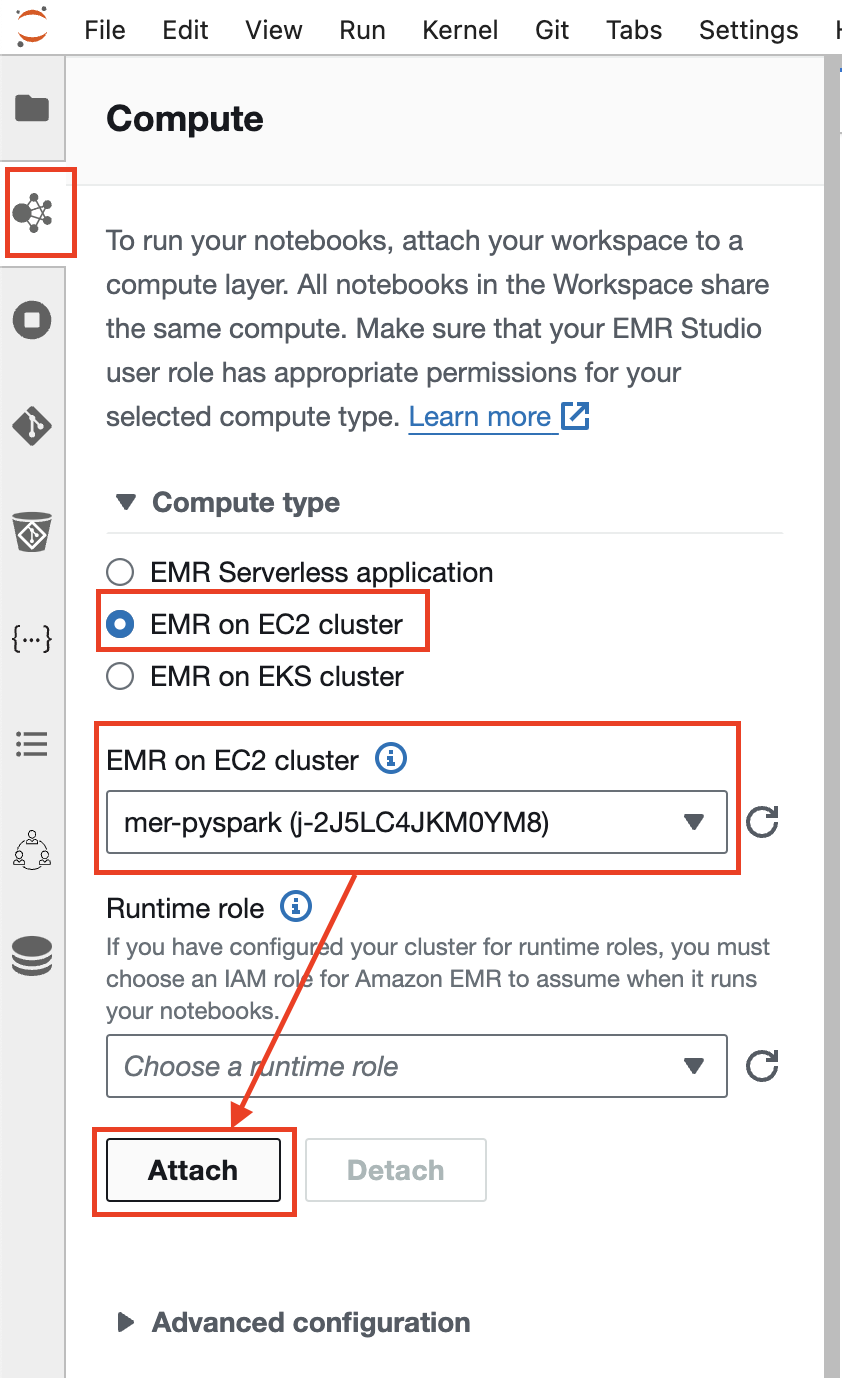 File Edit View Run Kernel Git Tabs Settings
Compute
To run your notebooks, attach your workspace to a
compute layer. All notebooks in the Workspace share
the same compute. Make sure that your EMR Studio
user role has appropriate permissions for your
selected compute type. Learn more
Compute type
EMR Serverless application
EMR on EC2 cluster
EMR on EKS cluster
EMR on EC2 cluster
mer-pyspark (j-2J5LC4JKM0YM8)
Runtime role
If you have configured your cluster for runtime roles, you must
choose an IAM role for Amazon EMR to assume when it runs
your notebooks.
Choose a runtime role
Attach Detach
Advanced configuration